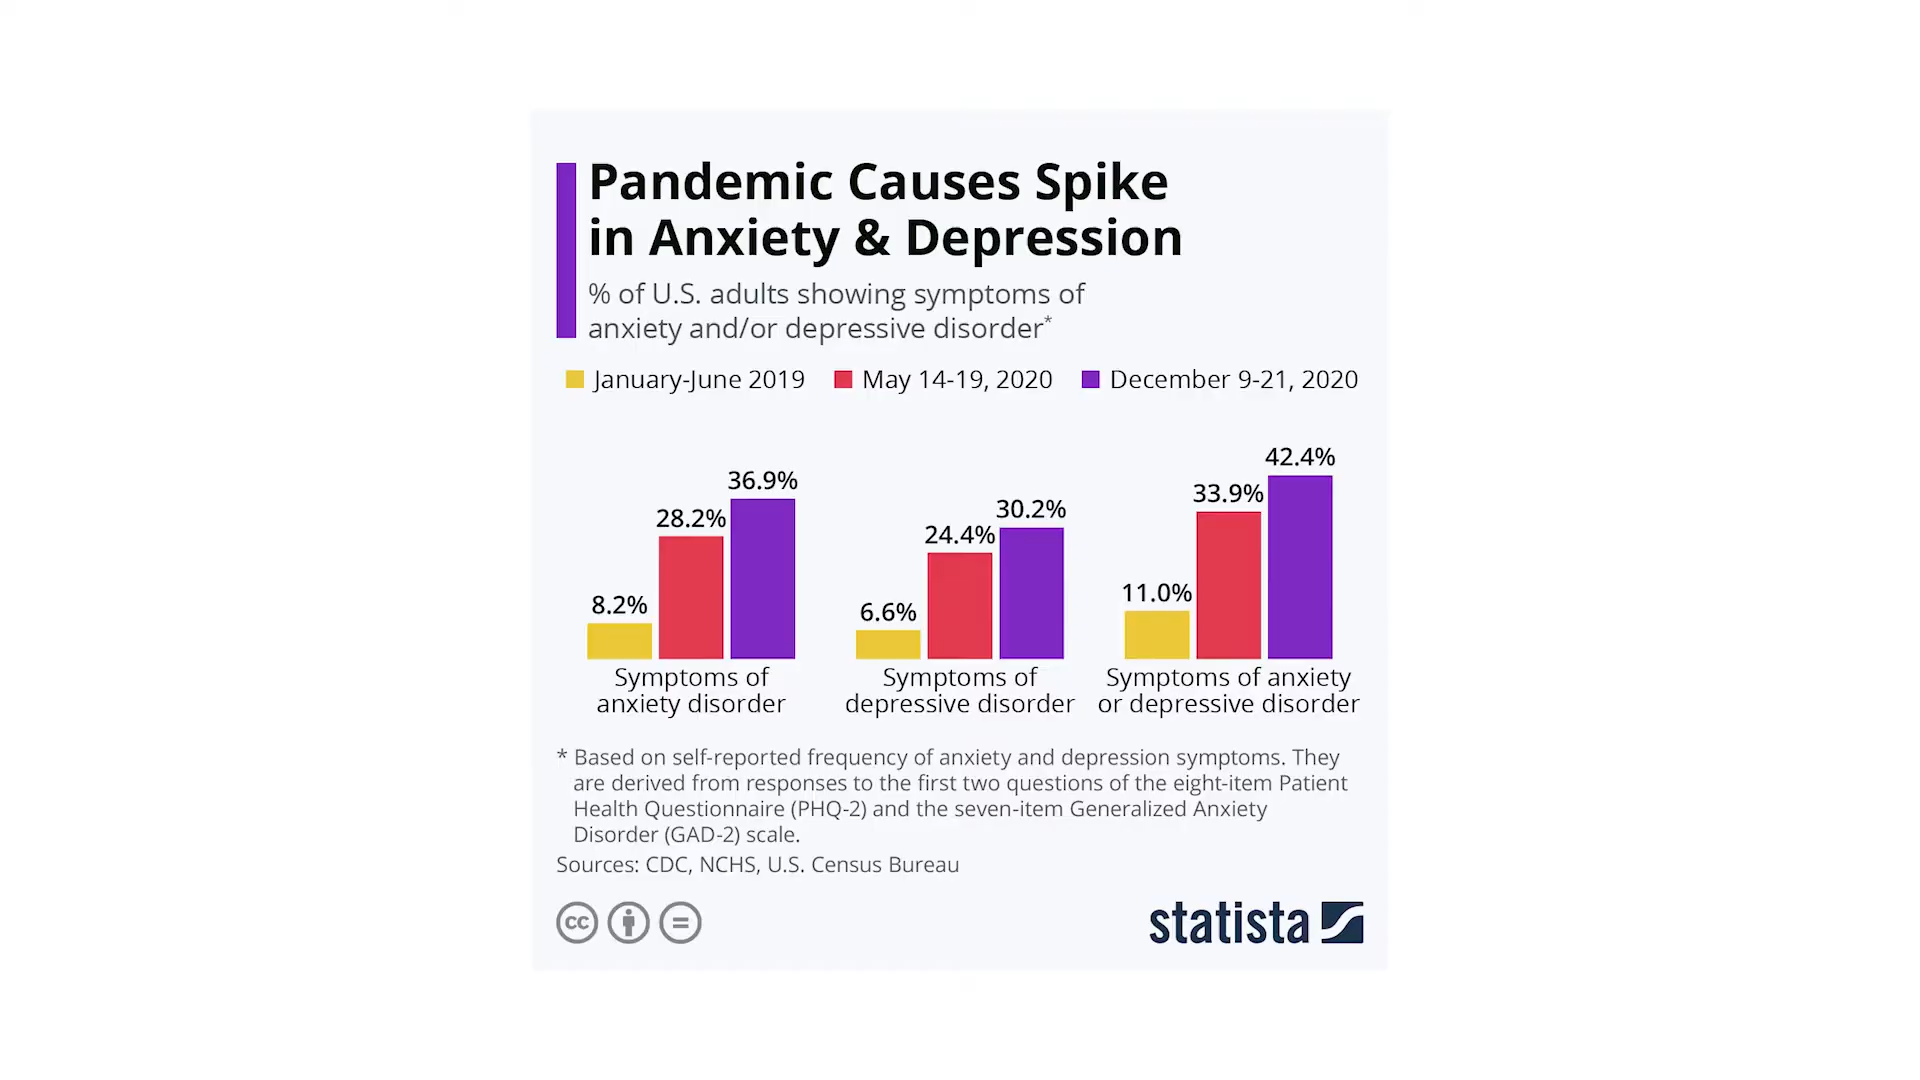 Pandemic Causes Spike
in Anxiety & Depression
% of U.S. adults showing symptoms of
anxiety and/or depressive disorder*
January-June 2019 May 14-19, 2020 December 9-21, 2020
8.2% 28.2% 36.9%
Symptoms of
anxiety disorder
6.6% 24.4% 30.2%
Symptoms of
depressive disorder
11.0% 33.9% 42.4%
Symptoms of anxiety
or depressive disorder
* Based on self-reported frequency of anxiety and depression symptoms. They
are derived from responses to the first two questions of the eight-item Patient
Health Questionnaire (PHQ-2) and the seven-item Generalized Anxiety
Disorder (GAD-2) scale.
Sources: CDC, NCHS, U.S. Census Bureau
cc
statista